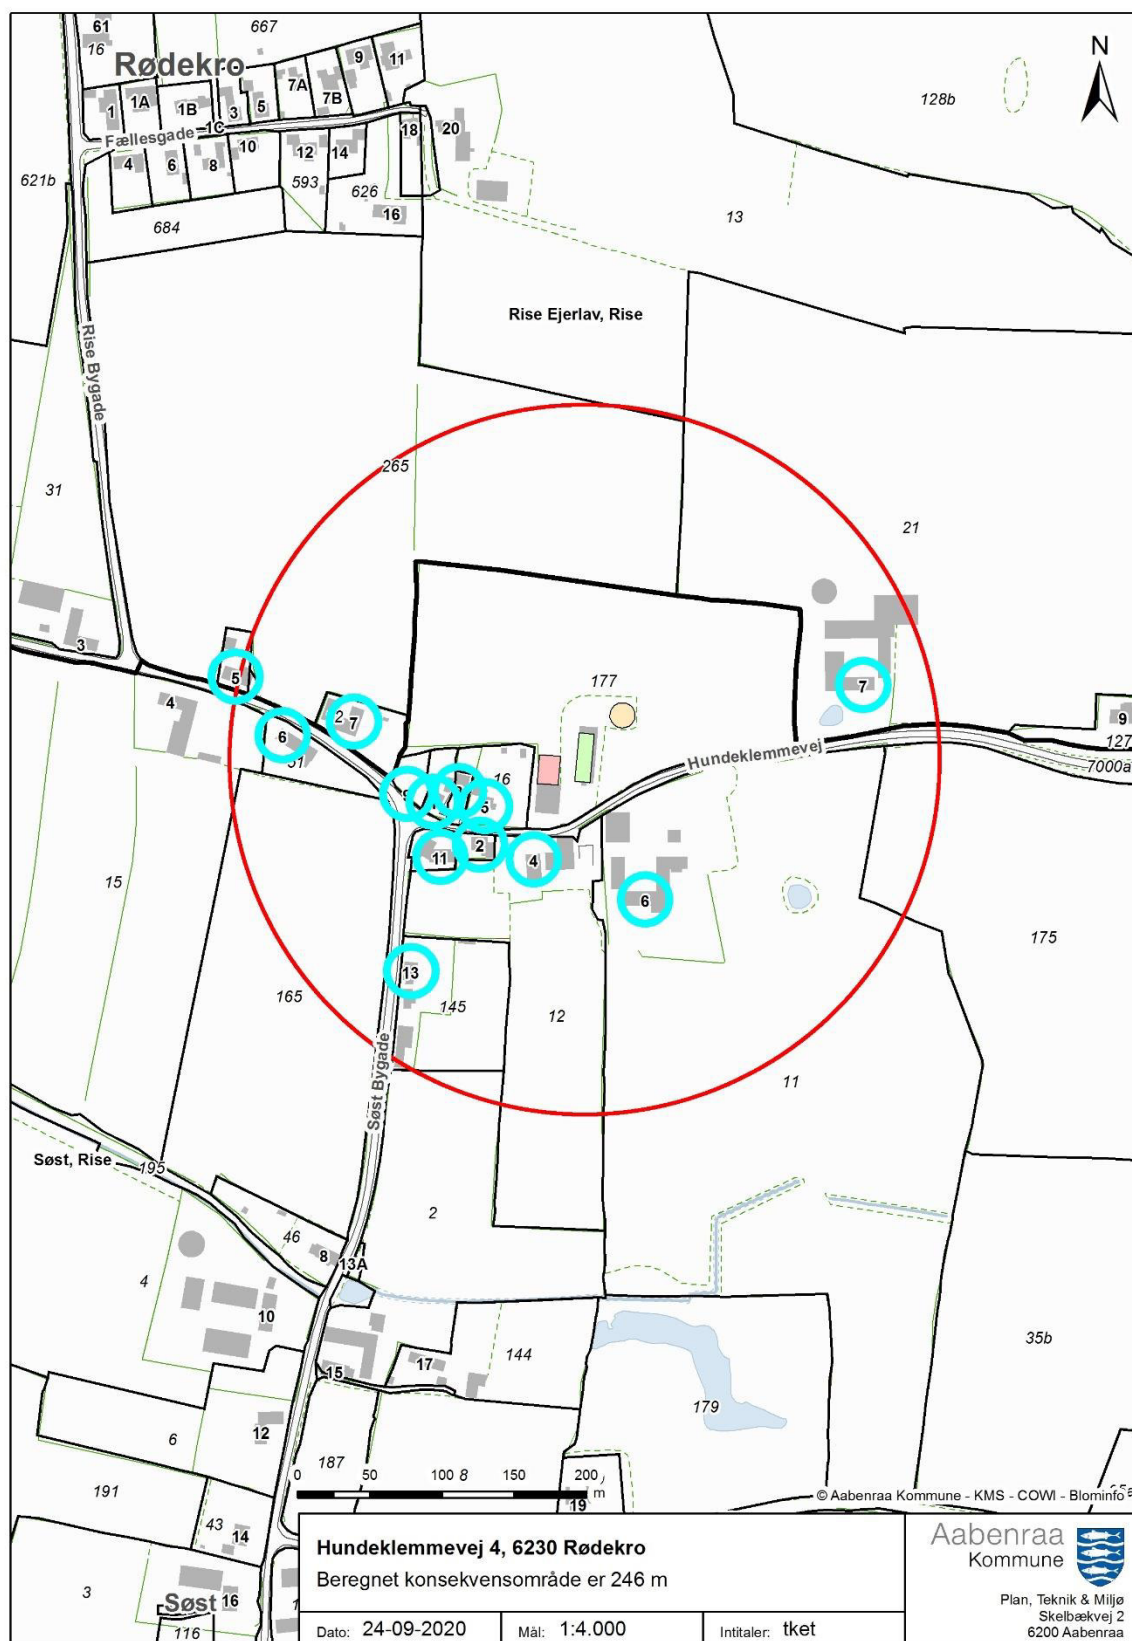 61
16
667
Rødekro
N
9
11
7A
7B
1
1A
1B
3
5
1C
Fællesgade
18
20
128b
4
6
8
10
12
14
621b
593
626
16
684
13
Rise Ejerlav, Rise
Rise Bygade
265
31
21
3
5
4
6
7
177
7
9
127
Hundeklemmevej
7000a
16
5
2
11
4
6
15
175
13
165
145
12
11
Søst Bygade
Søst, Rise
195
2
46
8
13A
4
10
35b
15
17
144
179
12
6
187
191
43
14
0
50
100
8
150
200
m
19
© Aabenraa Kommune - KMS - COWI - Blominfo
3
Søst
16
116
Hundeklemmevej 4, 6230 Rødekro
Beregnet konsekvensområde er 246 m
Dato: 24-09-2020
Mål: 1:4.000
Intitaler: tket
Aabenraa
Kommune
Plan, Teknik & Miljø
Skelbækvej 2
6200 Aabenraa